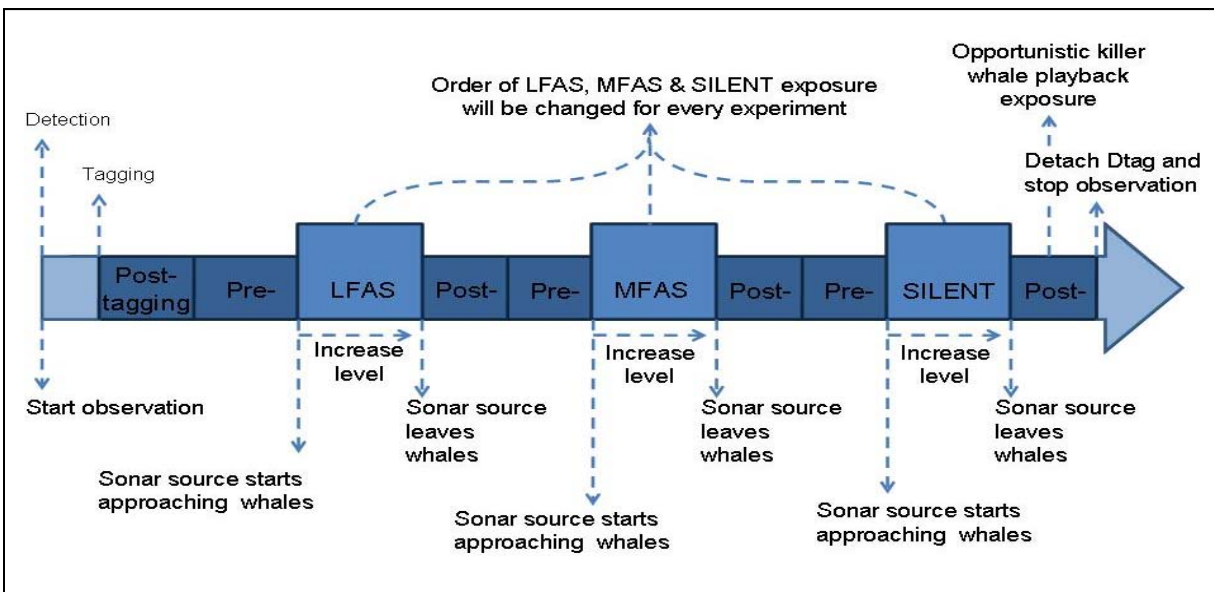 Order of LFAS, MFAS & SILENT exposure
will be changed for every experiment
Opportunistic killer
whale playback
exposure
Detection
Tagging
Detach Dtag and
stop observation
Post-
tagging
Pre-
LFAS
Post-
Pre-
MFAS
Post-
Pre-
SILENT
Post-
Increase
level
Increase
level
Increase
level
Start observation
Sonar source
leaves
whales
Sonar source
leaves
whales
Sonar source
leaves
whales
Sonar source starts
approaching whales
Sonar source starts
approaching whales
Sonar source starts
approaching whales